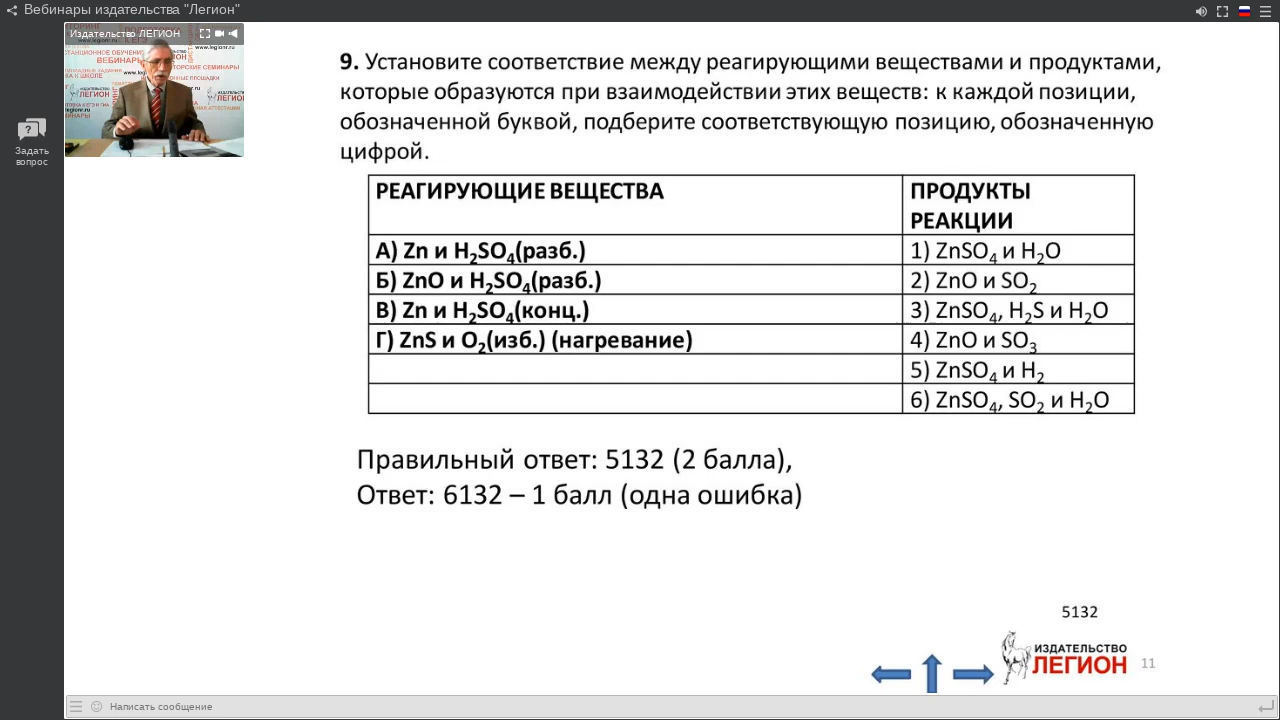 Вебинары издательства "Легион"
Издательство ЛЕГИОН
www.legionr.ru
Задать
вопрос
9. Установите соответствие между реагирующими веществами и продуктами,
которые образуются при взаимодействии этих веществ: к каждой позиции,
обозначенной буквой, подберите соответствующую позицию, обозначенную
цифрой.
РЕАГИРУЮЩИЕ ВЕЩЕСТВА
ПРОДУКТЫ
РЕАКЦИИ
А) Zn и H₂SO₄(разб.)
1) ZnSO₄ и H₂O
Б) ZnO и H₂SO₄(разб.)
2) ZnO и SO₂
В) Zn и H₂SO₄(конц.)
3) ZnSO₄, H₂S и H₂O
Г) ZnS и O₂(изб.) (нагревание)
4) ZnO и SO₃
5) ZnSO₄ и H₂
6) ZnSO₄, SO₂ и H₂O
Правильный ответ: 5132 (2 балла),
Ответ: 6132 – 1 балл (одна ошибка)
5132
ИЗДАТЕЛЬСТВО
ЛЕГИОН
11
Написать сообщение